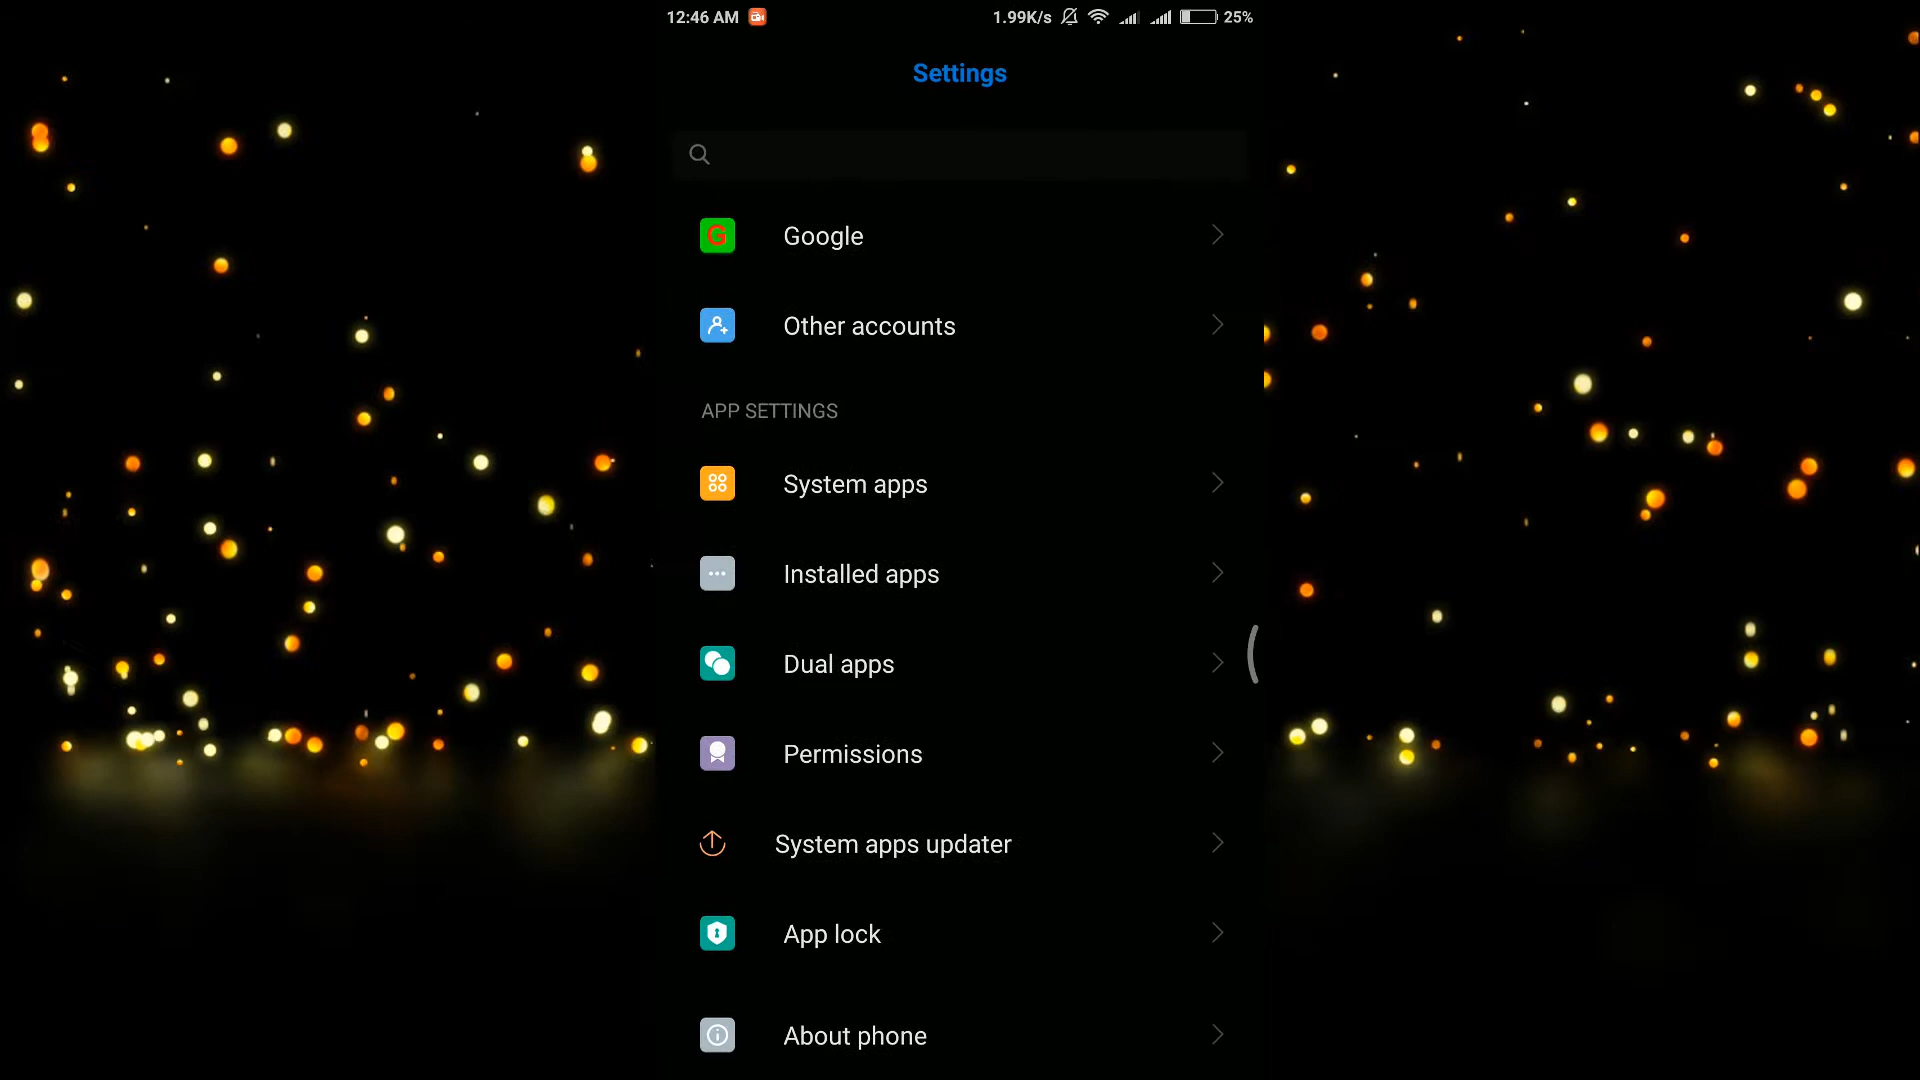 12:46 AM 1.99K/s 25%
Settings
G Google
Other accounts
APP SETTINGS
System apps
Installed apps
Dual apps
Permissions
System apps updater
App lock
About phone